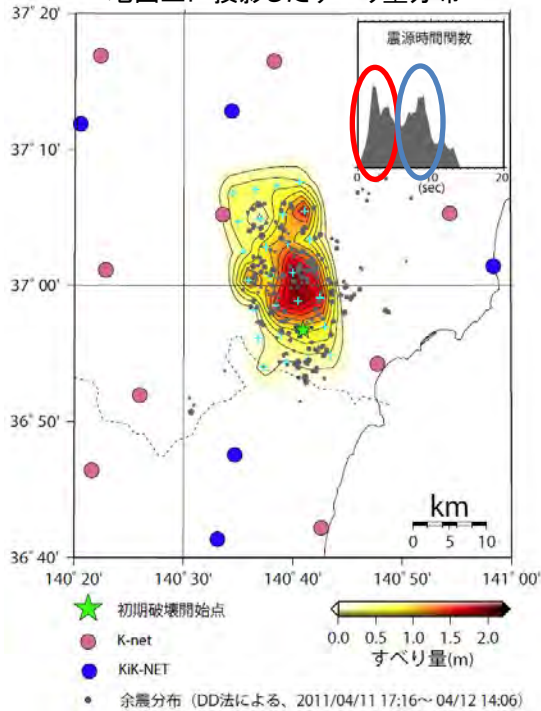 37˚ 20'
震源時間関数
0 10 20
(sec)
37˚ 10'
37˚ 00'
36˚ 50'
km
0 5 10
36˚ 40'
140˚ 20' 140˚ 30' 140˚ 40' 140˚ 50' 141˚ 00'
初期破壊開始点
K-net
0.0 0.5 1.0 1.5 2.0
すべり量(m)
KiK-NET
余震分布（DD法による、2011/04/11 17:16～ 04/12 14:06）